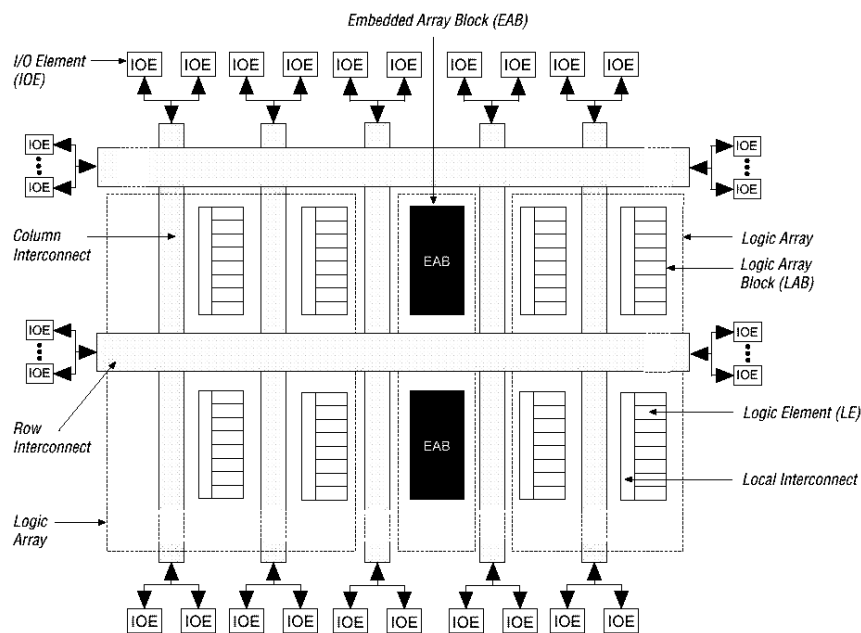 Embedded Array Block (EAB)
I/O Element
(IOE)
IOE IOE IOE IOE IOE IOE IOE IOE IOE IOE
IOE IOE
IOE IOE
Column
Interconnect
EAB
Logic Array
Logic Array
Block (LAB)
IOE IOE
IOE IOE
Row
Interconnect
EAB
Logic Element (LE)
Local Interconnect
Logic
Array
IOE IOE IOE IOE IOE IOE IOE IOE IOE IOE